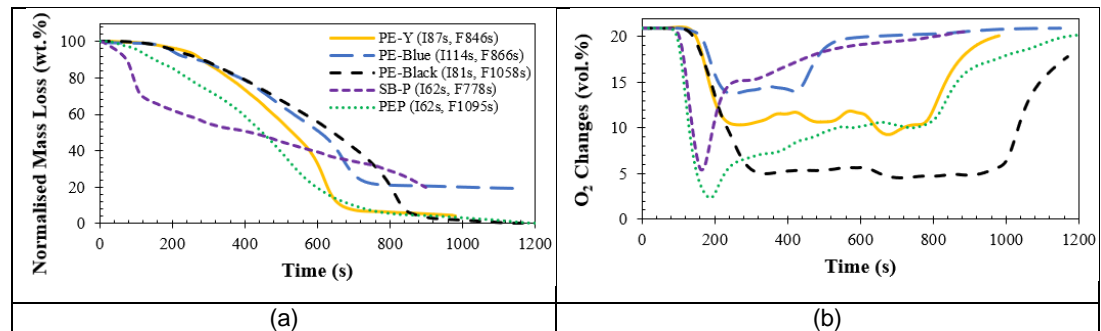 Normalised Mass Loss (wt.%)
120
100
80
60
40
20
0
PE-Y (I87s, F846s)
PE-Blue (I114s, F866s)
PE-Black (I81s, F1058s)
SB-P (I62s, F778s)
PEP (I62s, F1095s)
0 200 400 600 800 1000 1200
Time (s)
(a)
O₂ Changes (vol.%)
20
15
10
5
0
0 200 400 600 800 1000 1200
Time (s)
(b)